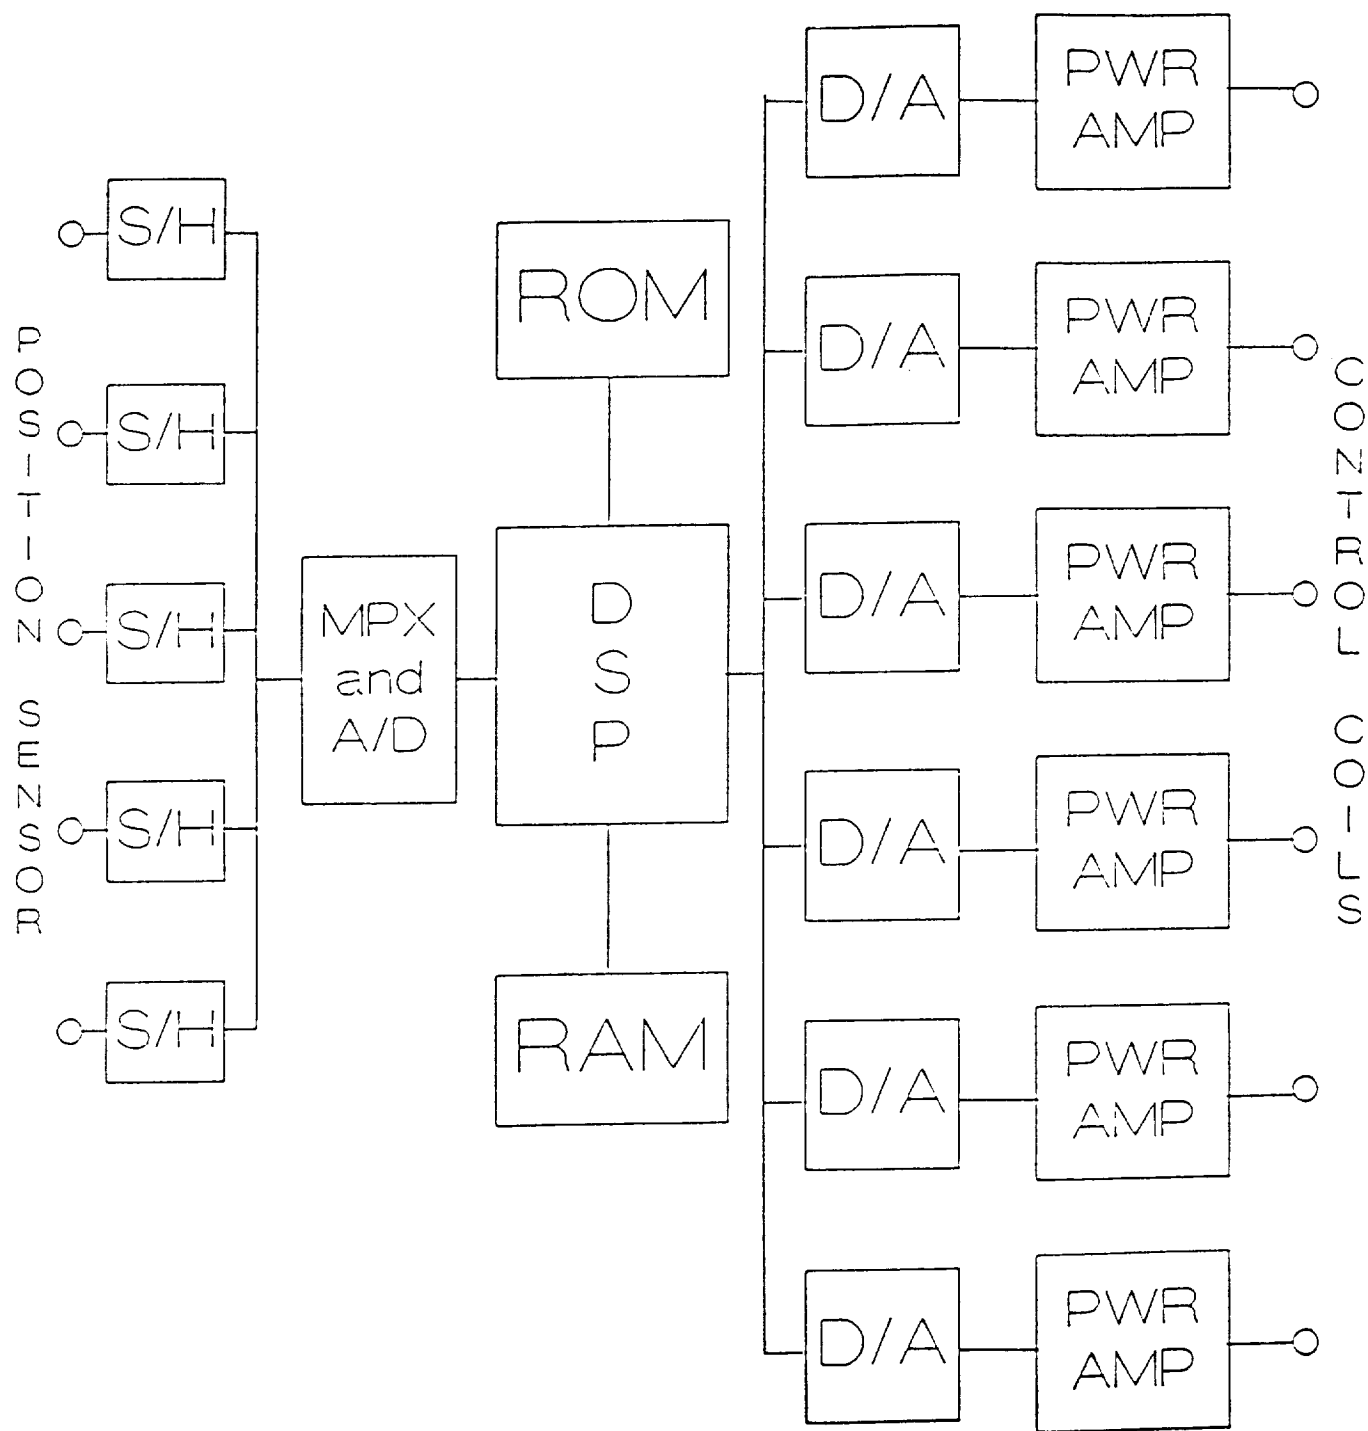 POSITION SENSOR
S/H
S/H
S/H
S/H
S/H
MPX
and
A/D
ROM
DSP
RAM
D/A
PWR
AMP
D/A
PWR
AMP
D/A
PWR
AMP
D/A
PWR
AMP
D/A
PWR
AMP
D/A
PWR
AMP
CONTROL COILS